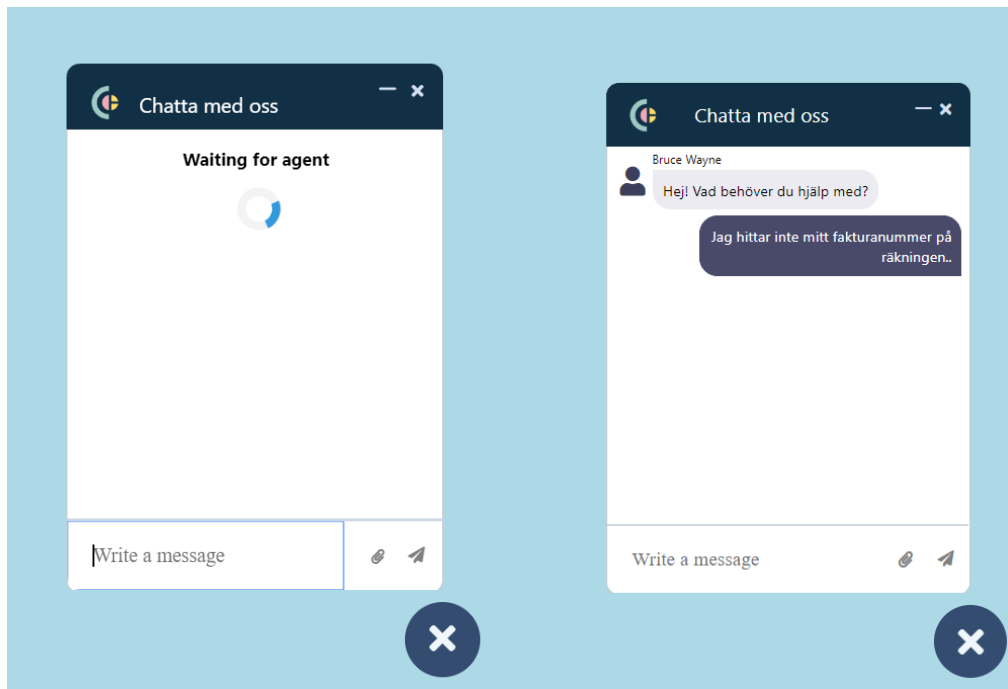 Chatta med oss
Waiting for agent
Write a message
Chatta med oss
Bruce Wayne
Hej! Vad behöver du hjälp med?
Jag hittar inte mitt fakturanummer på
räkningen..
Write a message